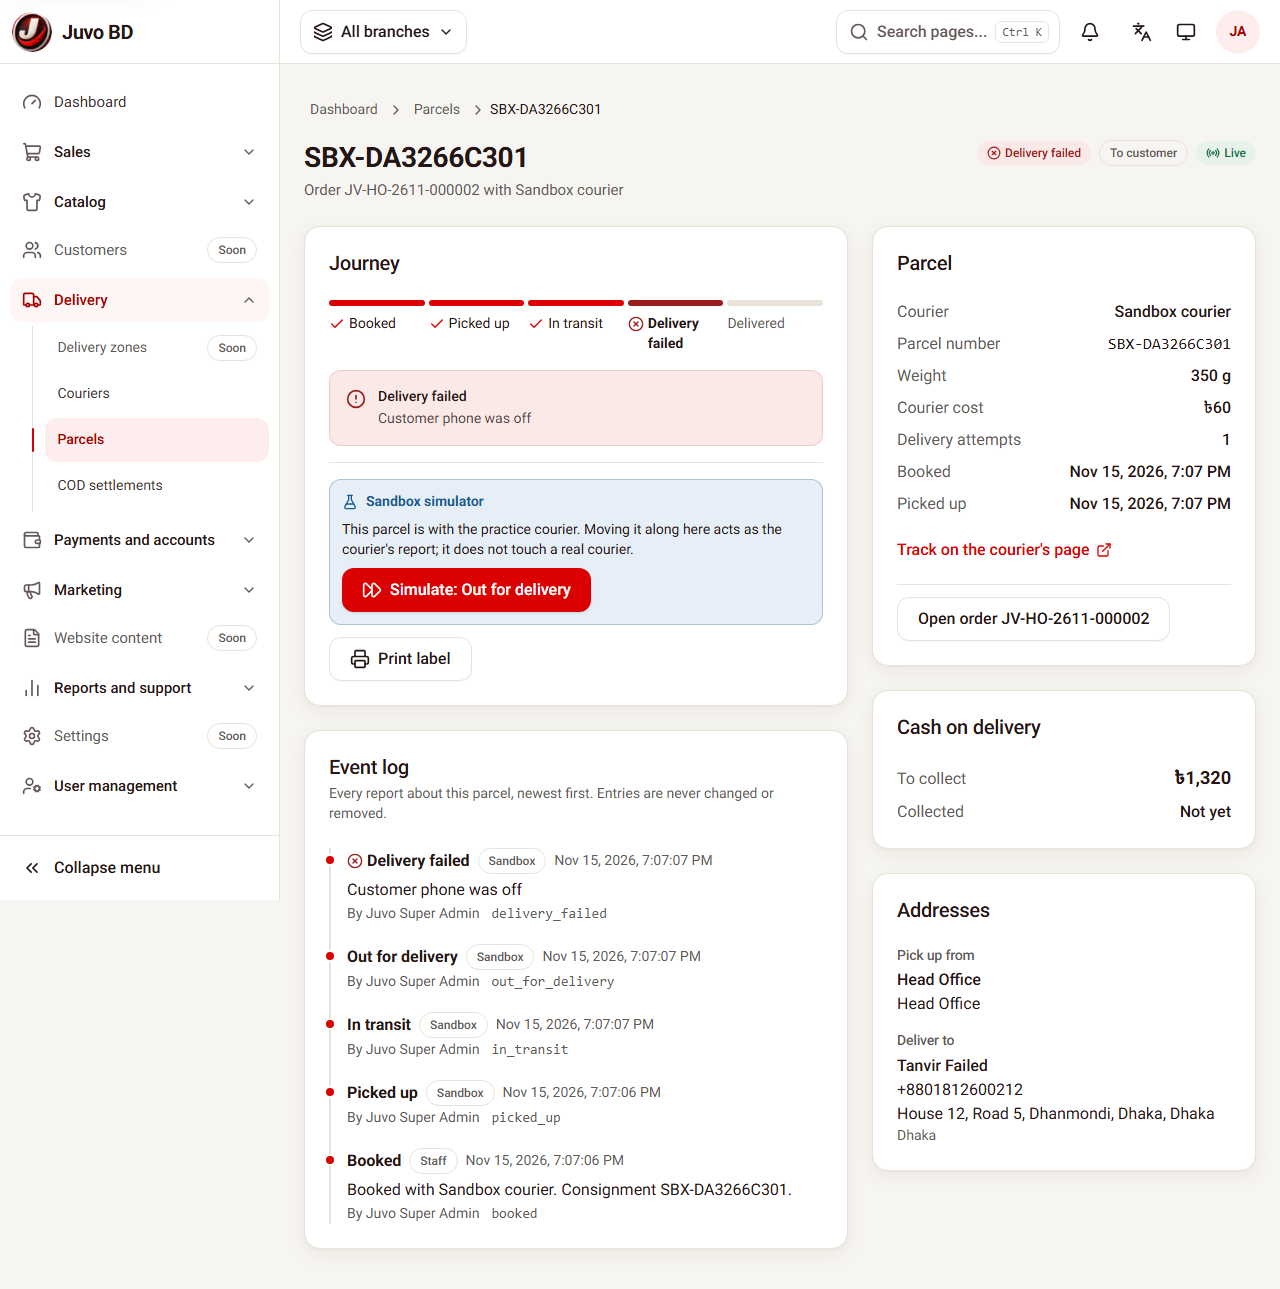 Juvo BD
All branches
Search pages...
Ctrl K
JA
Dashboard
Sales
Catalog
Customers
Soon
Delivery
Delivery zones
Soon
Couriers
Parcels
COD settlements
Payments and accounts
Marketing
Website content
Soon
Reports and support
Settings
Soon
User management
Collapse menu
Dashboard
Parcels
SBX-DA3266C301
SBX-DA3266C301
Delivery failed
To customer
Live
Order JV-HO-2611-000002 with Sandbox courier
Journey
Booked
Picked up
In transit
Delivery
failed
Delivered
Delivery failed
Customer phone was off
Sandbox simulator
This parcel is with the practice courier. Moving it along here acts as the
courier's report; it does not touch a real courier.
Simulate: Out for delivery
Print label
Event log
Every report about this parcel, newest first. Entries are never changed or
removed.
Delivery failed
Sandbox
Nov 15, 2026, 7:07:07 PM
Customer phone was off
By Juvo Super Admin
delivery_failed
Out for delivery
Sandbox
Nov 15, 2026, 7:07:07 PM
By Juvo Super Admin
out_for_delivery
In transit
Sandbox
Nov 15, 2026, 7:07:07 PM
By Juvo Super Admin
in_transit
Picked up
Sandbox
Nov 15, 2026, 7:07:06 PM
By Juvo Super Admin
picked_up
Booked
Staff
Nov 15, 2026, 7:07:06 PM
Booked with Sandbox courier. Consignment SBX-DA3266C301.
By Juvo Super Admin
booked
Parcel
Courier
Sandbox courier
Parcel number
SBX-DA3266C301
Weight
350 g
Courier cost
৳60
Delivery attempts
1
Booked
Nov 15, 2026, 7:07 PM
Picked up
Nov 15, 2026, 7:07 PM
Track on the courier's page
Open order JV-HO-2611-000002
Cash on delivery
To collect
৳1,320
Collected
Not yet
Addresses
Pick up from
Head Office
Head Office
Deliver to
Tanvir Failed
+8801812600212
House 12, Road 5, Dhanmondi, Dhaka, Dhaka
Dhaka